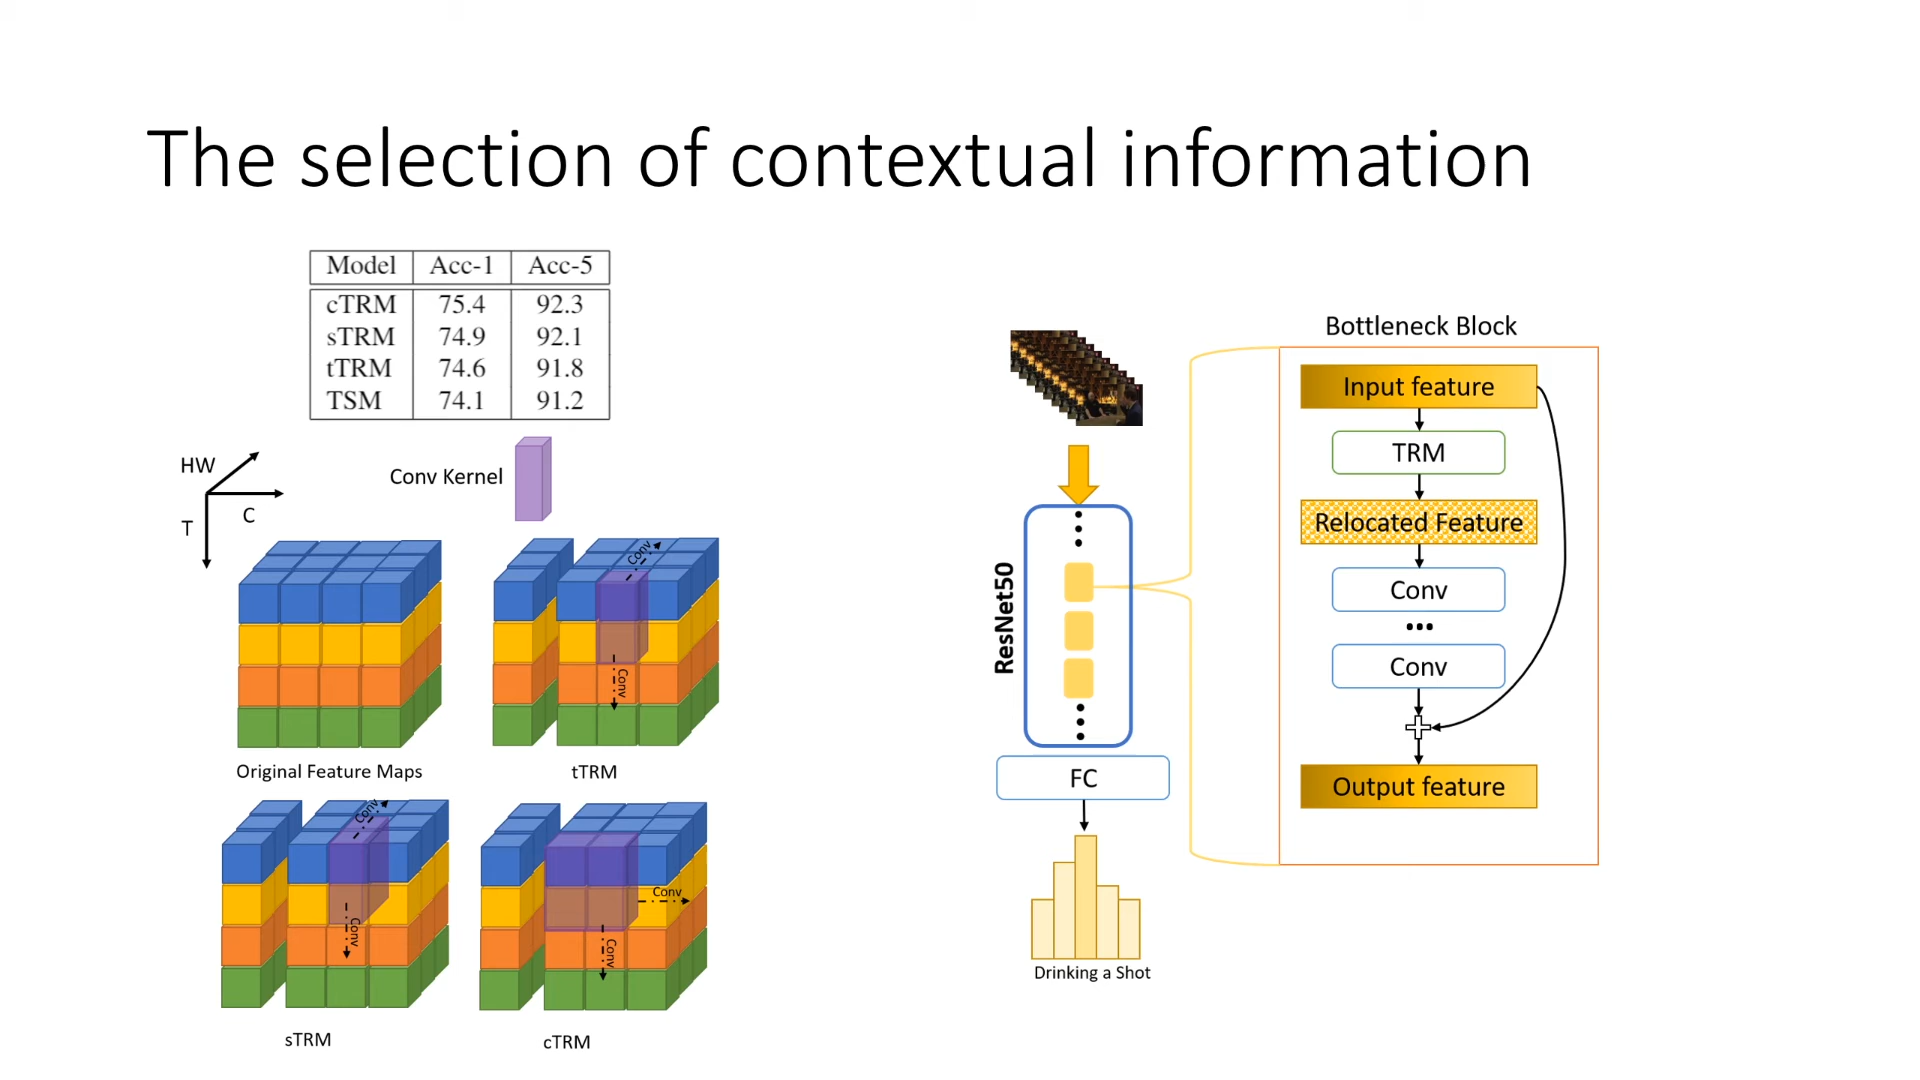 The selection of contextual information
Model Acc-1 Acc-5
cTRM 75.4 92.3
sTRM 74.9 92.1
tTRM 74.6 91.8
TSM 74.1 91.2
HW
C
T
Conv Kernel
Original Feature Maps
Conv
Conv
tTRM
Conv
Conv
sTRM
Conv
Conv
cTRM
ResNet50
FC
Drinking a Shot
Bottleneck Block
Input feature
TRM
Relocated Feature
Conv
...
Conv
Output feature